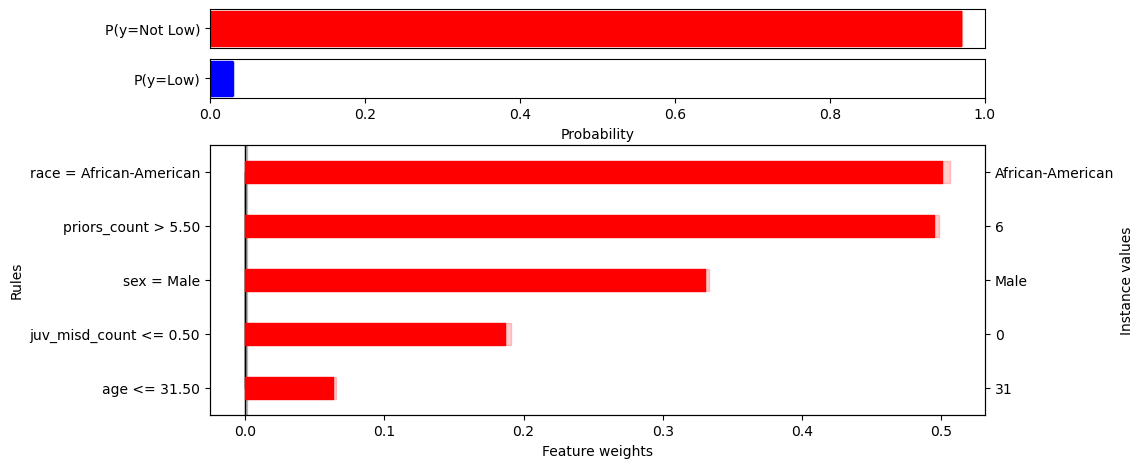 P(y=Not Low)
P(y=Low)
0.0 0.2 0.4 0.6 0.8 1.0
Probability
race = African-American African-American
priors_count > 5.50 6
sex = Male Male
juv_misd_count <= 0.50 0
age <= 31.50 31
Rules
Instance values
0.0 0.1 0.2 0.3 0.4 0.5
Feature weights